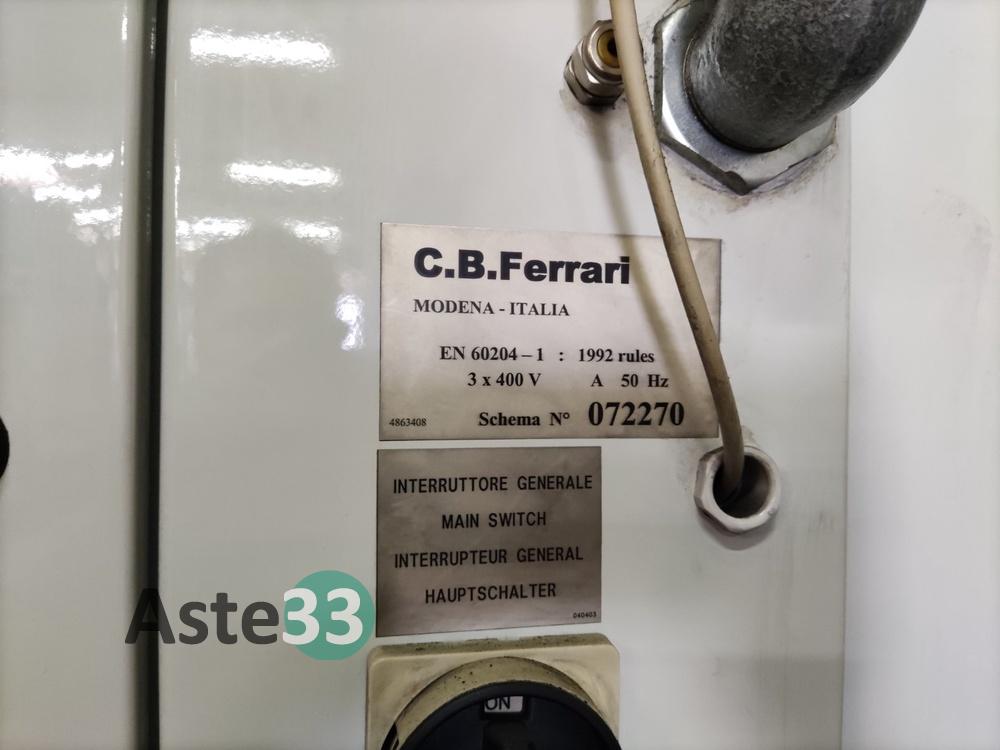 C.B.Ferrari
MODENA - ITALIA
EN 60204 – 1 : 1992 rules
3 x 400 V A 50 Hz
Schema N° 072270
4863408
INTERRUTTORE GENERALE
MAIN SWITCH
INTERRUPTEUR GENERAL
HAUPTSCHALTER
040403
Aste33
ON